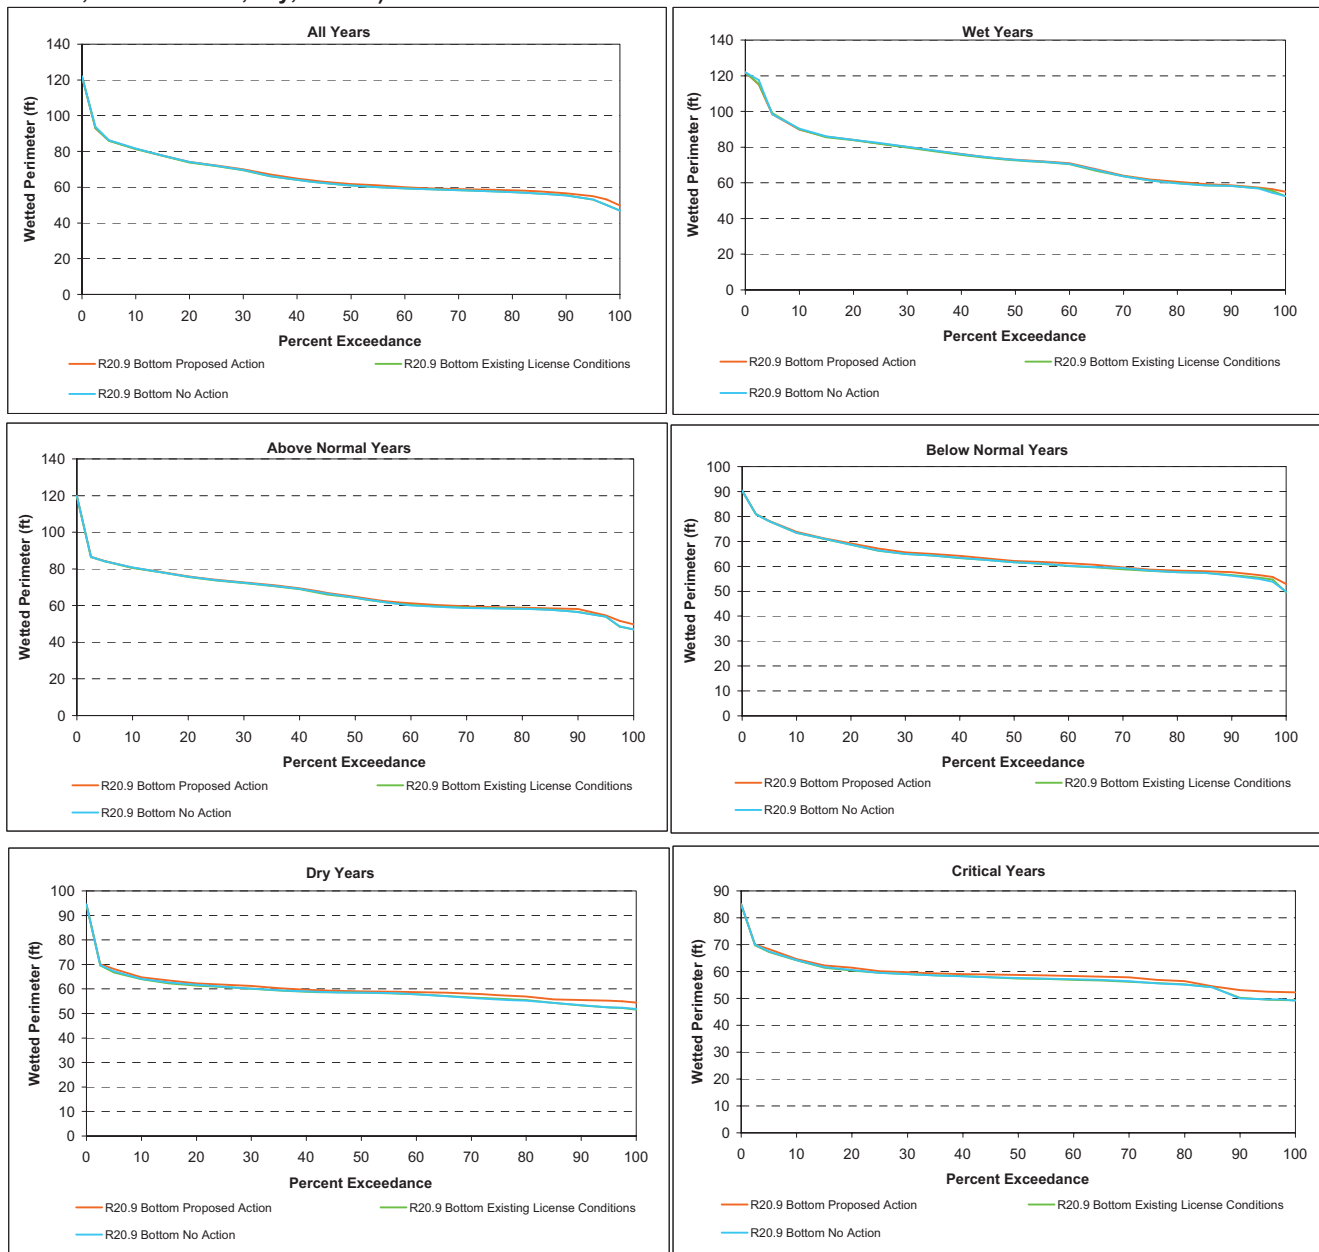 All Years
Wetted Perimeter (ft)
140
120
100
80
60
40
20
0
0 10 20 30 40 50 60 70 80 90 100
Percent Exceedance
R20.9 Bottom Proposed Action
R20.9 Bottom Existing License Conditions
R20.9 Bottom No Action
Wet Years
Wetted Perimeter (ft)
140
120
100
80
60
40
20
0
0 10 20 30 40 50 60 70 80 90 100
Percent Exceedance
R20.9 Bottom Proposed Action
R20.9 Bottom Existing License Conditions
R20.9 Bottom No Action
Above Normal Years
Wetted Perimeter (ft)
140
120
100
80
60
40
20
0
0 10 20 30 40 50 60 70 80 90 100
Percent Exceedance
R20.9 Bottom Proposed Action
R20.9 Bottom Existing License Conditions
R20.9 Bottom No Action
Below Normal Years
Wetted Perimeter (ft)
100
90
80
70
60
50
40
30
20
10
0
0 10 20 30 40 50 60 70 80 90 100
Percent Exceedance
R20.9 Bottom Proposed Action
R20.9 Bottom Existing License Conditions
R20.9 Bottom No Action
Dry Years
Wetted Perimeter (ft)
100
90
80
70
60
50
40
30
20
10
0
0 10 20 30 40 50 60 70 80 90 100
Percent Exceedance
R20.9 Bottom Proposed Action
R20.9 Bottom Existing License Conditions
R20.9 Bottom No Action
Critical Years
Wetted Perimeter (ft)
90
80
70
60
50
40
30
20
10
0
0 10 20 30 40 50 60 70 80 90 100
Percent Exceedance
R20.9 Bottom Proposed Action
R20.9 Bottom Existing License Conditions
R20.9 Bottom No Action